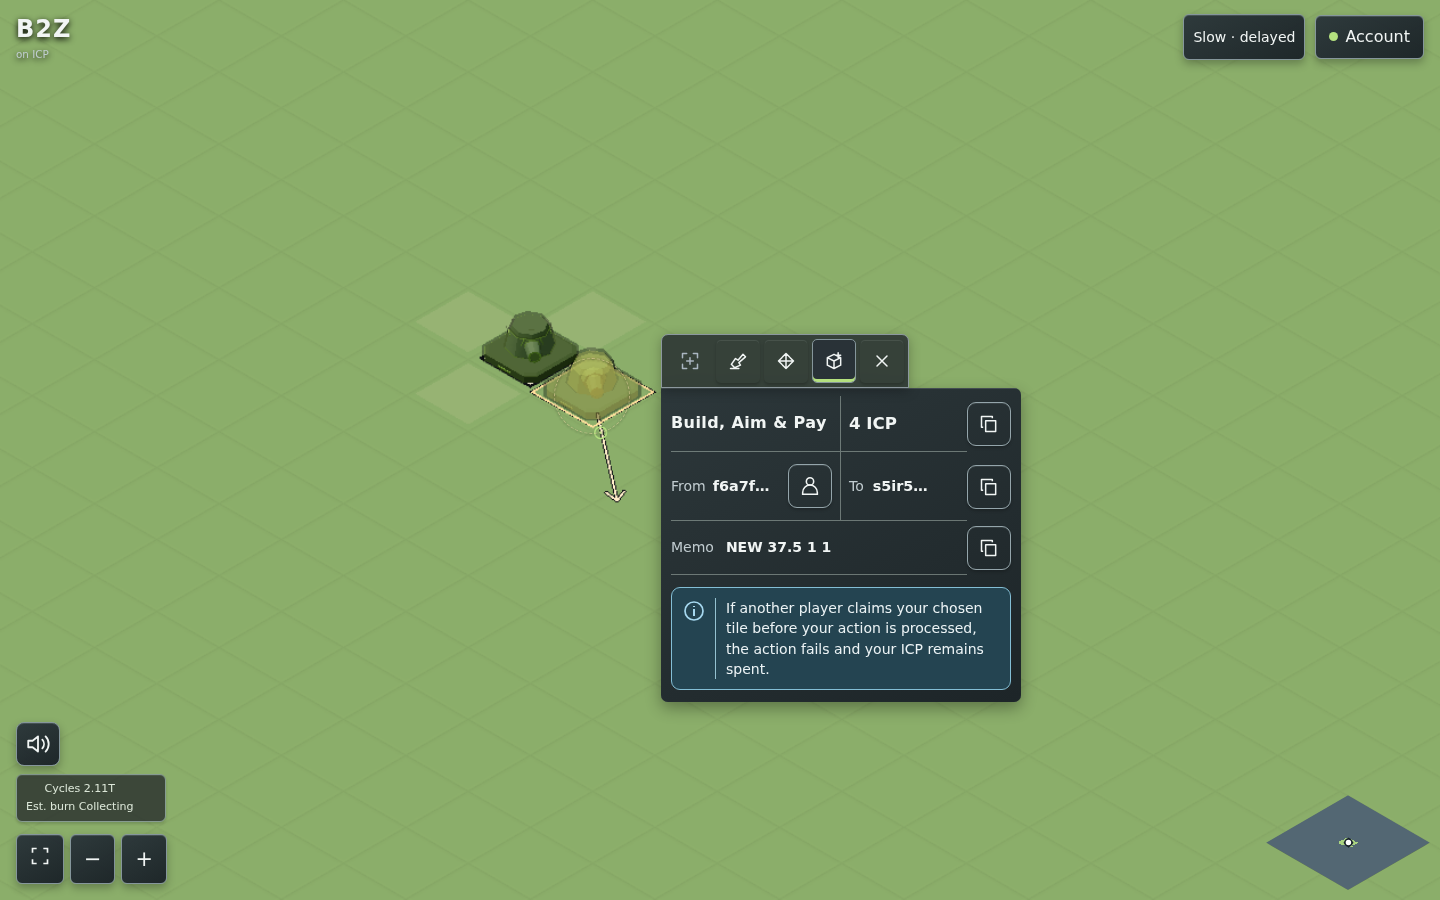 B2Z
on ICP
Slow · delayed
Account
Build, Aim & Pay
4 ICP
From f6a7f...
To s5ir5...
Memo NEW 37.5 1 1
If another player claims your chosen
tile before your action is processed,
the action fails and your ICP remains
spent.
Cycles 2.11T
Est. burn Collecting